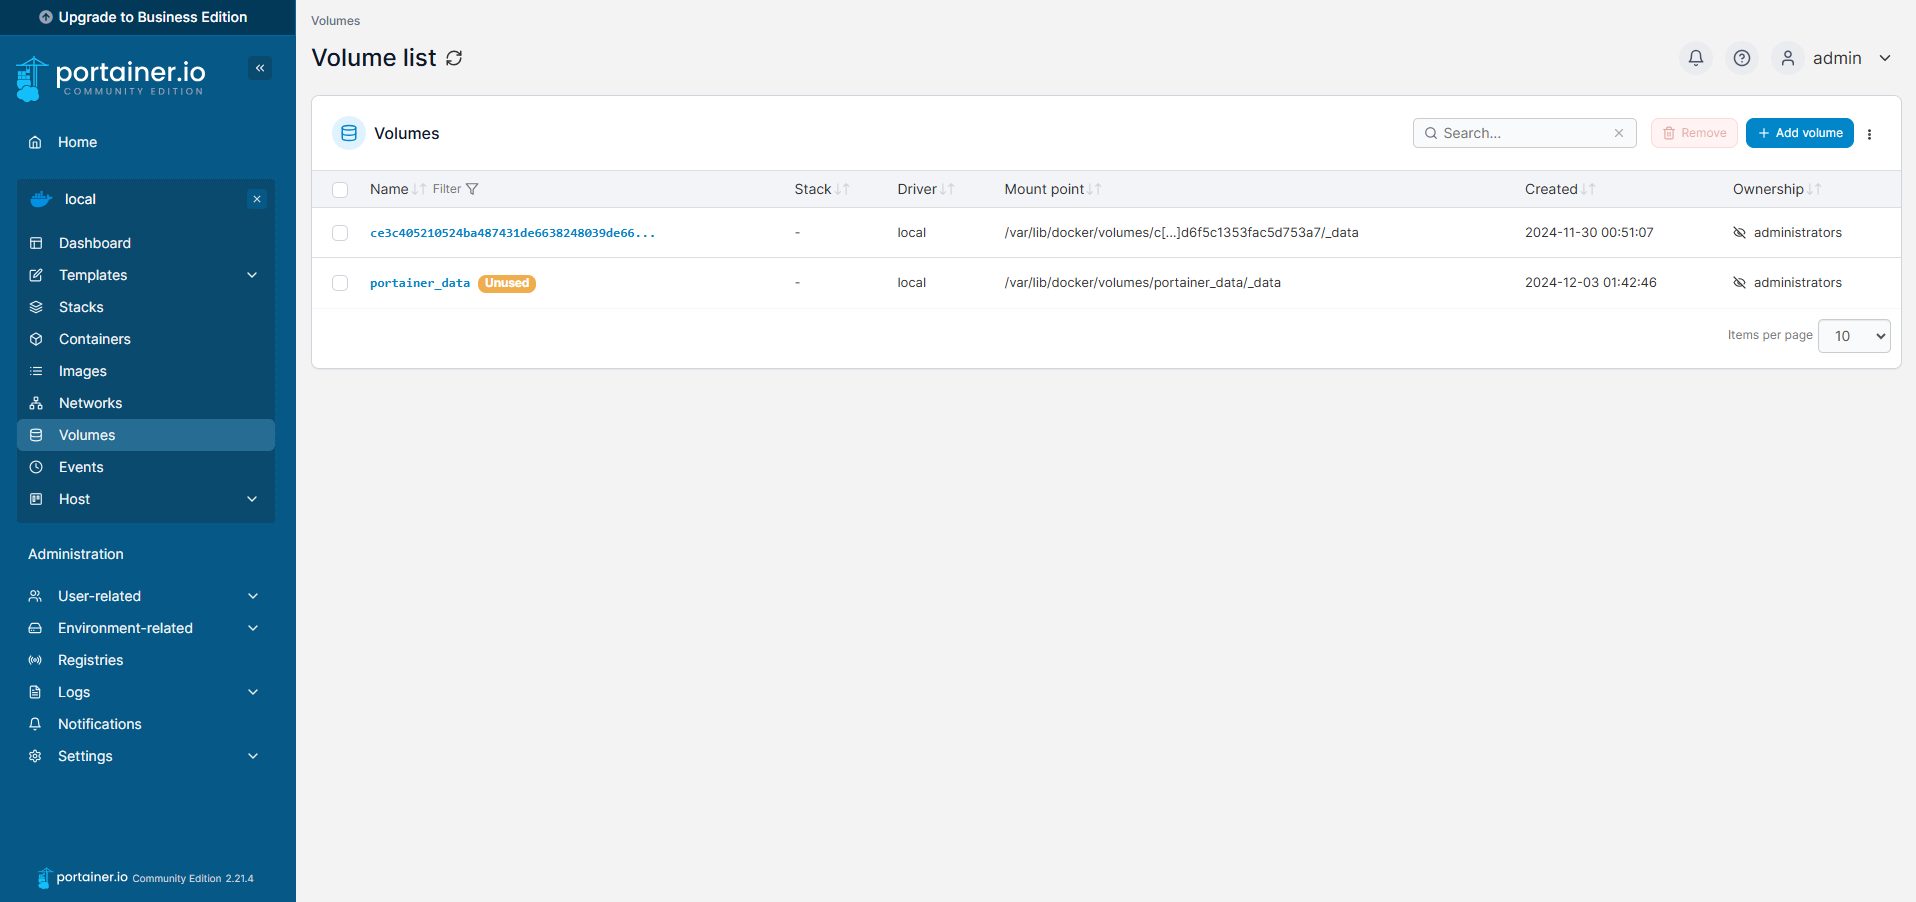 Upgrade to Business Edition
portainer.io
COMMUNITY EDITION
Home
local
Dashboard
Templates
Stacks
Containers
Images
Networks
Volumes
Events
Host
Administration
User-related
Environment-related
Registries
Logs
Notifications
Settings
portainer.io Community Edition 2.21.4
Volumes
Volume list
admin
Volumes
Search...
Remove
Add volume
Name Filter Stack Driver Mount point Created Ownership
ce3c405210524ba487431de6638248039de66... - local /var/lib/docker/volumes/c[...]d6f5c1353fac5d753a7/_data 2024-11-30 00:51:07 administrators
portainer_data Unused - local /var/lib/docker/volumes/portainer_data/_data 2024-12-03 01:42:46 administrators
Items per page 10